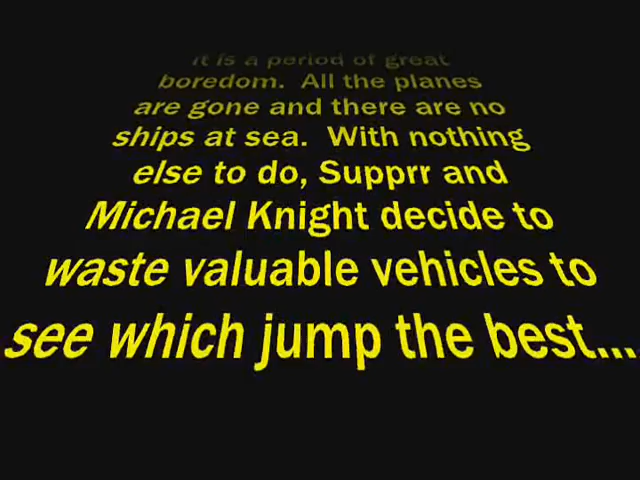 It is a period of great
boredom.  All the planes
are gone and there are no
ships at sea.  With nothing
else to do, Supprr and
Michael Knight decide to
waste valuable vehicles to
see which jump the best...